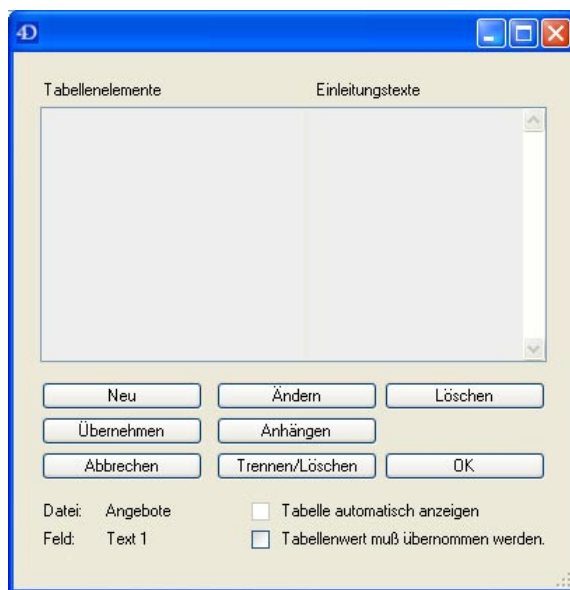 4D
Tabellenelemente Einleitungstexte
Neu Ändern Löschen
Übernehmen Anhängen
Abbrechen Trennen/Löschen OK
Datei: Angebote Tabelle automatisch anzeigen
Feld: Text 1 Tabellenwert muß übernommen werden.